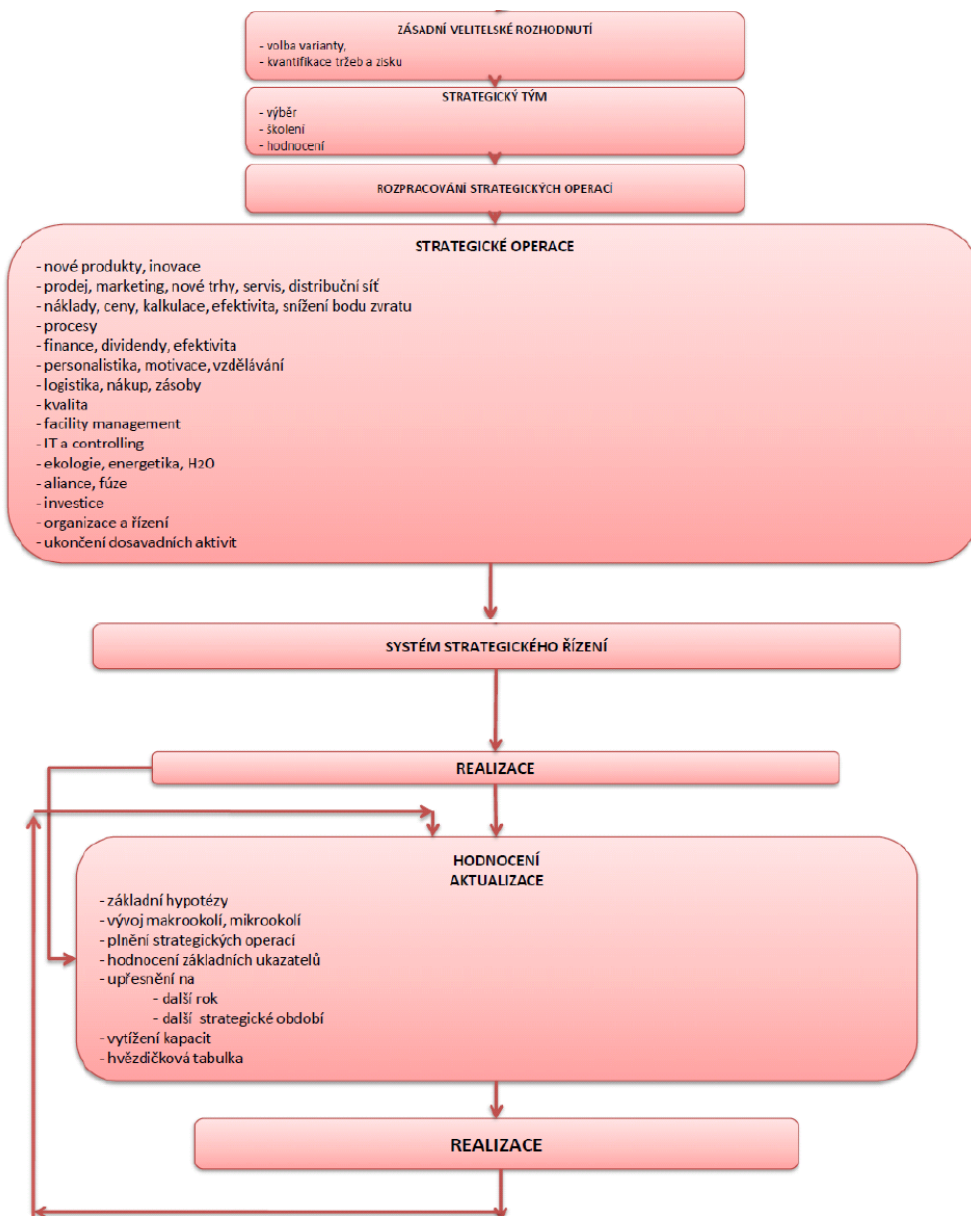 ZÁSADNÍ VELITELSKÉ ROZHODNUTÍ
- volba varianty,
- kvantifikace tržeb a zisku
STRATEGICKÝ TÝM
- výběr
- školení
- hodnocení
ROZPRACOVÁNÍ STRATEGICKÝCH OPERACÍ
STRATEGICKÉ OPERACE
- nové produkty, inovace
- prodej, marketing, nové trhy, servis, distribuční síť
- náklady, ceny, kalkulace, efektivita, snížení bodu zvratu
- procesy
- finance, dividendy, efektivita
- personalistika, motivace, vzdělávání
- logistika, nákup, zásoby
- kvalita
- facility management
- IT a controlling
- ekologie, energetika, H2O
- aliance, fúze
- investice
- organizace a řízení
- ukončení dosavadních aktivit
SYSTÉM STRATEGICKÉHO ŘÍZENÍ
REALIZACE
HODNOCENÍ
AKTUALIZACE
- základní hypotézy
- vývoj makrookolí, mikrookolí
- plnění strategických operací
- hodnocení základních ukazatelů
- upřesnění na
- další rok
- další strategické období
- vytížení kapacit
- hvězdičková tabulka
REALIZACE